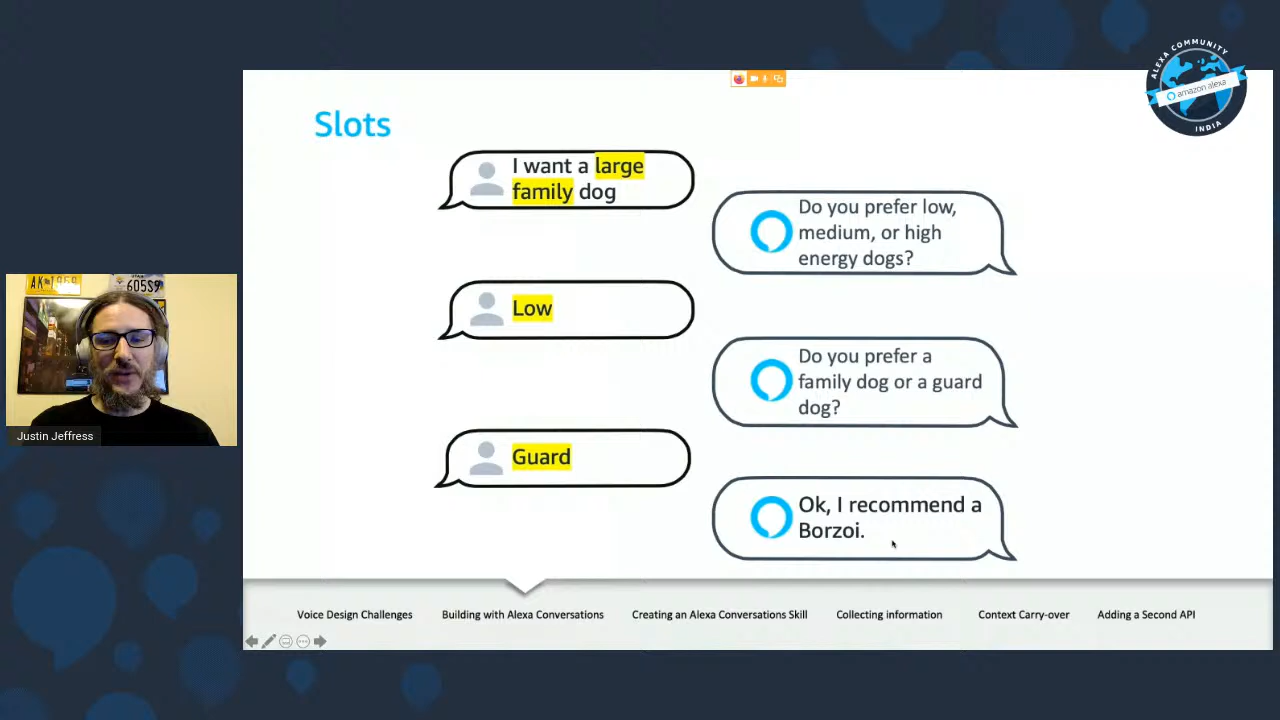 ALEXA COMMUNITY
amazon alexa
INDIA
Slots
I want a large
family dog
Do you prefer low,
medium, or high
energy dogs?
Low
Do you prefer a
family dog or a guard
dog?
Guard
Ok, I recommend a
Borzoi.
605S9
Justin Jeffress
Voice Design Challenges
Building with Alexa Conversations
Creating an Alexa Conversations Skill
Collecting information
Context Carry-over
Adding a Second API